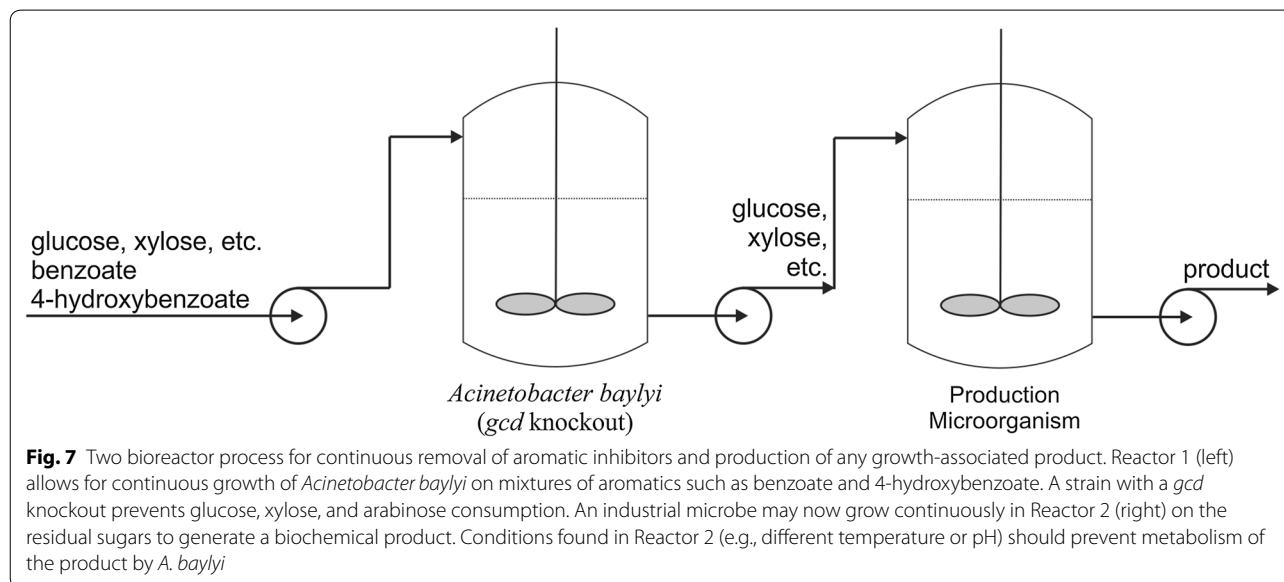 glucose, xylose, etc.
benzoate
4-hydroxybenzoate
glucose,
xylose,
etc.
product
Acinetobacter baylyi
(gcd knockout)
Production
Microorganism
Fig. 7 Two bioreactor process for continuous removal of aromatic inhibitors and production of any growth-associated product. Reactor 1 (left)
allows for continuous growth of Acinetobacter baylyi on mixtures of aromatics such as benzoate and 4-hydroxybenzoate. A strain with a gcd
knockout prevents glucose, xylose, and arabinose consumption. An industrial microbe may now grow continuously in Reactor 2 (right) on the
residual sugars to generate a biochemical product. Conditions found in Reactor 2 (e.g., different temperature or pH) should prevent metabolism of
the product by A. baylyi